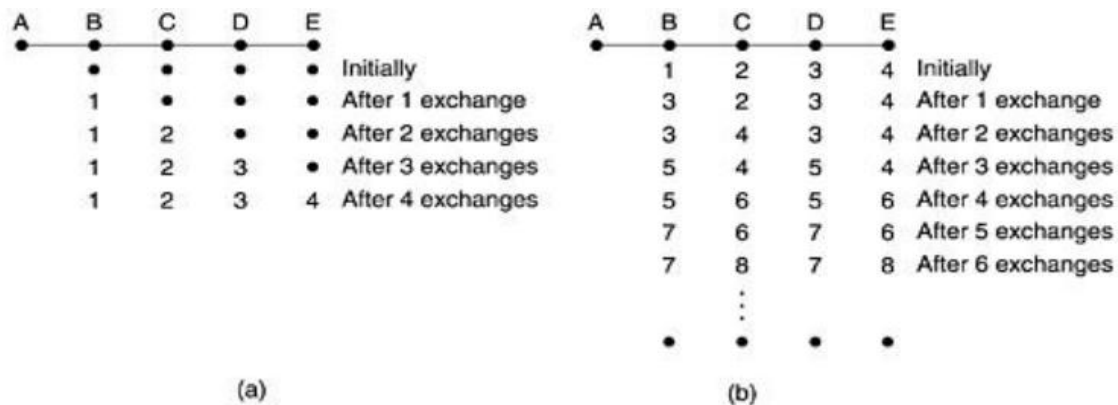 A B C D E
Initially
1 After 1 exchange
1 2 After 2 exchanges
1 2 3 After 3 exchanges
1 2 3 4 After 4 exchanges
(a)
A B C D E
1 2 3 4 Initially
3 2 3 4 After 1 exchange
3 4 3 4 After 2 exchanges
5 4 5 4 After 3 exchanges
5 6 5 6 After 4 exchanges
7 6 7 6 After 5 exchanges
7 8 7 8 After 6 exchanges
(b)